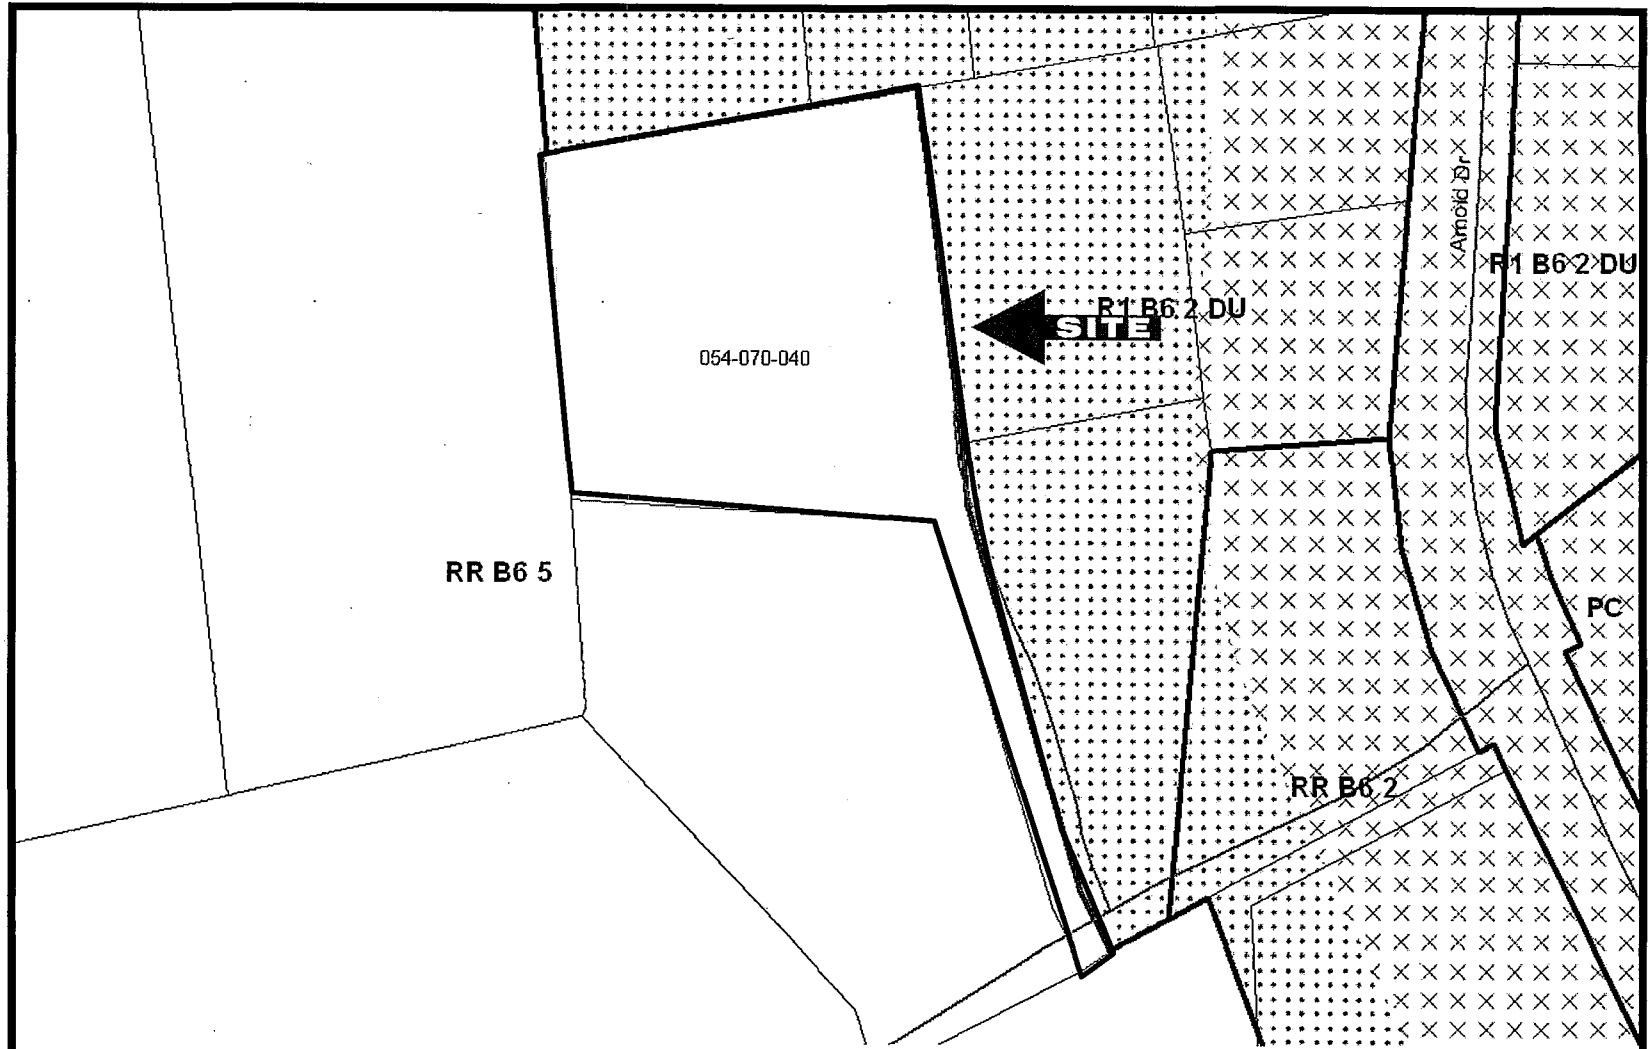 Arnold Dr
R1 B6 2 DU
R1 B6 2 DU
SITE
054-070-040
RR B6 5
PC
RR B6 2